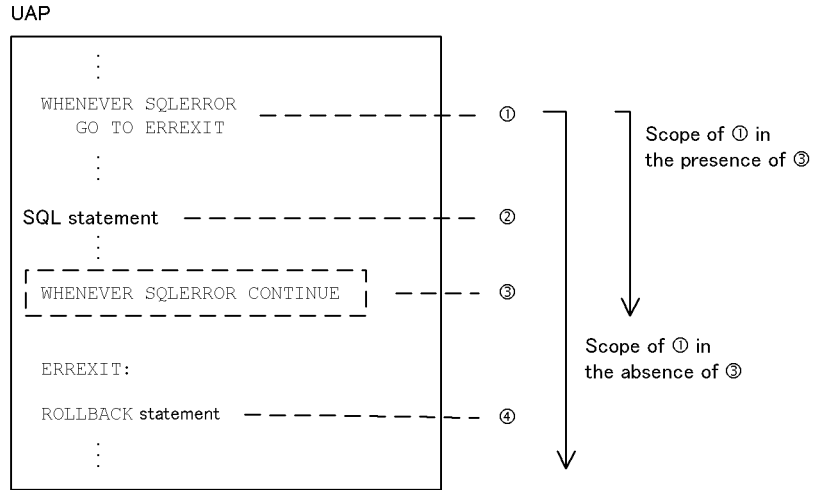 UAP
WHENEVER SQLERROR
GO TO ERREXIT
①
Scope of ① in
the presence of ③
SQL statement
②
WHENEVER SQLERROR CONTINUE
③
Scope of ① in
the absence of ③
ERREXIT:
ROLLBACK statement
④